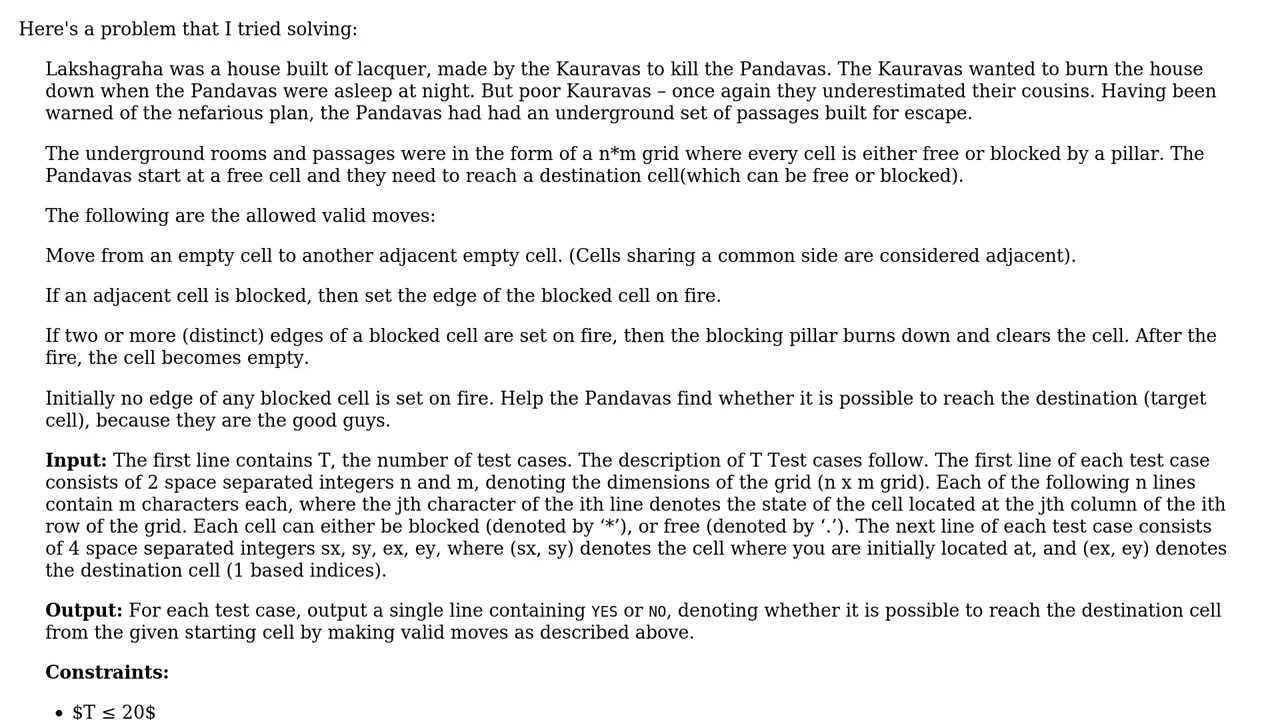 Here's a problem that I tried solving:
Lakshagraha was a house built of lacquer, made by the Kauravas to kill the Pandavas. The Kauravas wanted to burn the house
down when the Pandavas were asleep at night. But poor Kauravas – once again they underestimated their cousins. Having been
warned of the nefarious plan, the Pandavas had had an underground set of passages built for escape.
The underground rooms and passages were in the form of a n*m grid where every cell is either free or blocked by a pillar. The
Pandavas start at a free cell and they need to reach a destination cell(which can be free or blocked).
The following are the allowed valid moves:
Move from an empty cell to another adjacent empty cell. (Cells sharing a common side are considered adjacent).
If an adjacent cell is blocked, then set the edge of the blocked cell on fire.
If two or more (distinct) edges of a blocked cell are set on fire, then the blocking pillar burns down and clears the cell. After the
fire, the cell becomes empty.
Initially no edge of any blocked cell is set on fire. Help the Pandavas find whether it is possible to reach the destination (target
cell), because they are the good guys.
Input: The first line contains T, the number of test cases. The description of T Test cases follow. The first line of each test case
consists of 2 space separated integers n and m, denoting the dimensions of the grid (n x m grid). Each of the following n lines
contain m characters each, where the jth character of the ith line denotes the state of the cell located at the jth column of the ith
row of the grid. Each cell can either be blocked (denoted by ‘*’), or free (denoted by ‘.’). The next line of each test case consists
of 4 space separated integers sx, sy, ex, ey, where (sx, sy) denotes the cell where you are initially located at, and (ex, ey) denotes
the destination cell (1 based indices).
Output: For each test case, output a single line containing YES or NO, denoting whether it is possible to reach the destination cell
from the given starting cell by making valid moves as described above.
Constraints:
• $T ≤ 20$